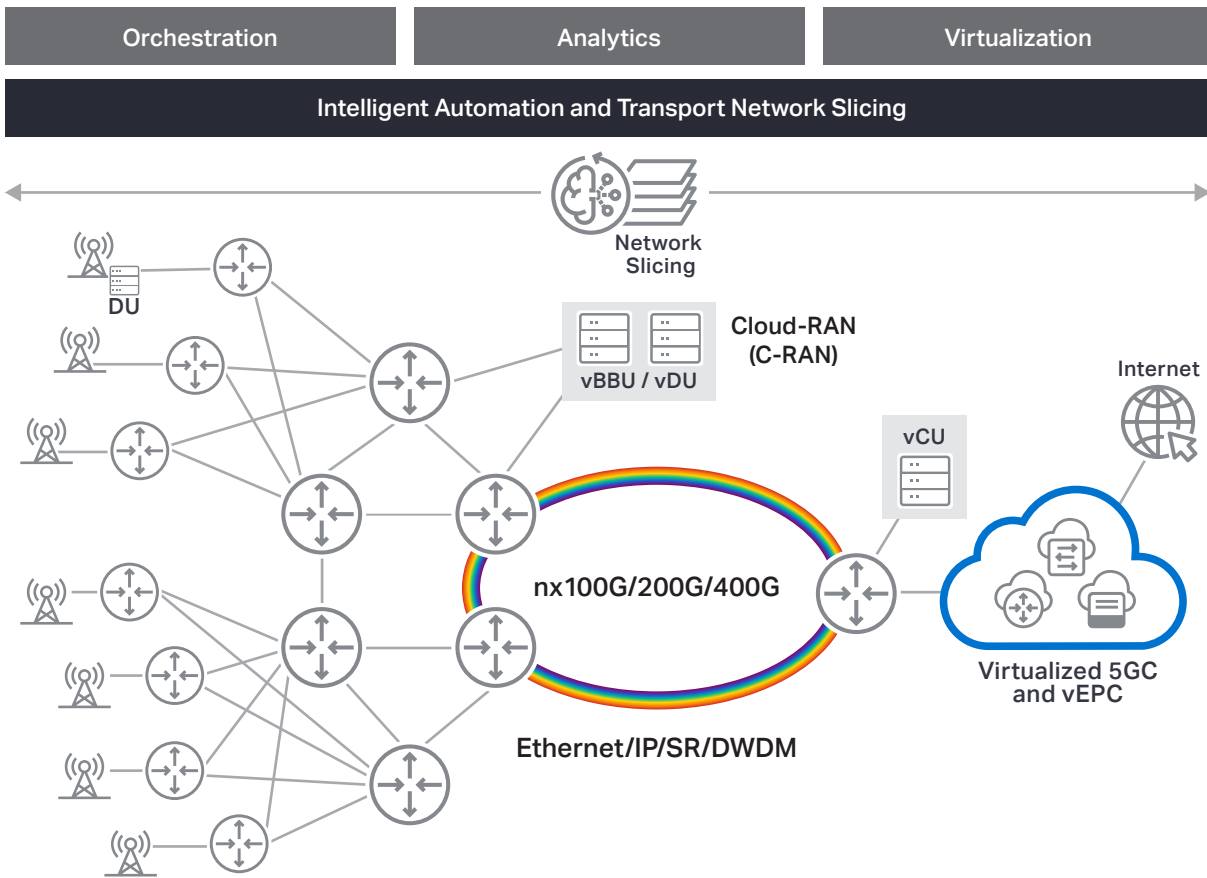 Orchestration
Analytics
Virtualization
Intelligent Automation and Transport Network Slicing
Network
Slicing
DU
vBBU / vDU
Cloud-RAN
(C-RAN)
Internet
vCU
nx100G/200G/400G
Virtualized 5GC
and vEPC
Ethernet/IP/SR/DWDM